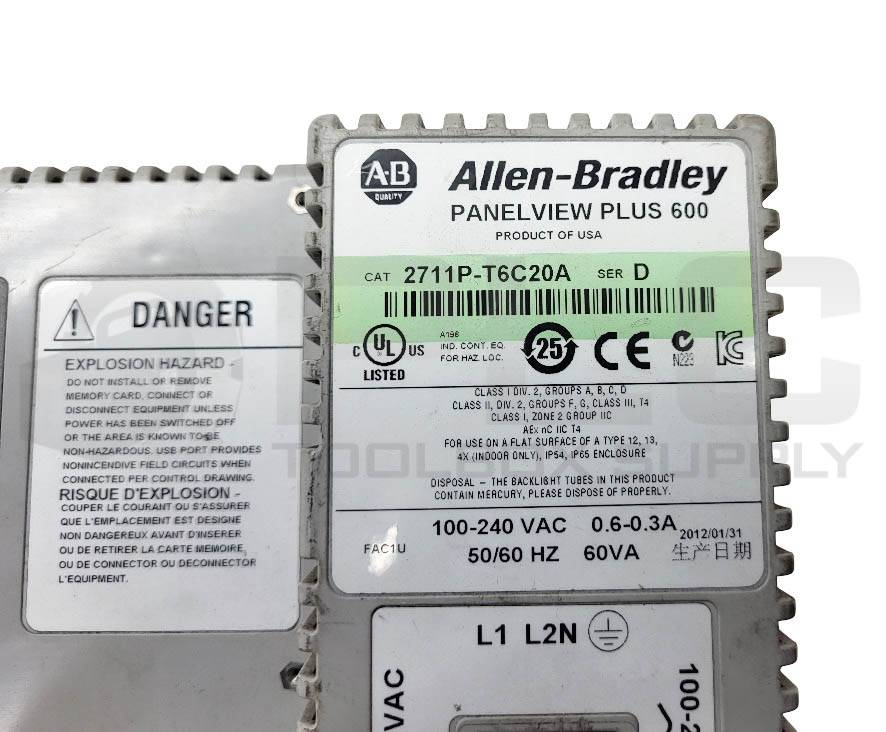 A-B
QUALITY
Allen-Bradley
PANELVIEW PLUS 600
PRODUCT OF USA
CAT 2711P-T6C20A SER D
C UL US
LISTED
A196
IND. CONT. EQ.
FOR HAZ. LOC.
25
CE
N223
CLASS I DIV. 2, GROUPS A, B, C, D
CLASS II, DIV. 2, GROUPS F, G, CLASS III, T4
CLASS I, ZONE 2 GROUP IIC
AEx nC IIC T4
FOR USE ON A FLAT SURFACE OF A TYPE 12, 13,
4X (INDOOR ONLY), IP54, IP65 ENCLOSURE
DISPOSAL – THE BACKLIGHT TUBES IN THIS PRODUCT
CONTAIN MERCURY, PLEASE DISPOSE OF PROPERLY.
FAC1U
100-240 VAC 0.6-0.3A
50/60 HZ 60VA
2012/01/31
生产日期
L1 L2N
VAC
100-2
DANGER
EXPLOSION HAZARD -
DO NOT INSTALL OR REMOVE
MEMORY CARD, CONNECT OR
DISCONNECT EQUIPMENT UNLESS
POWER HAS BEEN SWITCHED OFF
OR THE AREA IS KNOWN TO BE
NON-HAZARDOUS. USB PORT PROVIDES
NONINCENDIVE FIELD CIRCUITS WHEN
CONNECTED PER CONTROL DRAWING.
RISQUE D'EXPLOSION -
COUPER LE COURANT OU S'ASSURER
QUE L'EMPLACEMENT EST DESIGNE
NON DANGEREUX AVANT D'INSERER
OU DE RETIRER LA CARTE MEMOIRE,
OU DE CONNECTOR OU DECONNECTOR
L'EQUIPMENT.
TOOLBOX SUPPLY